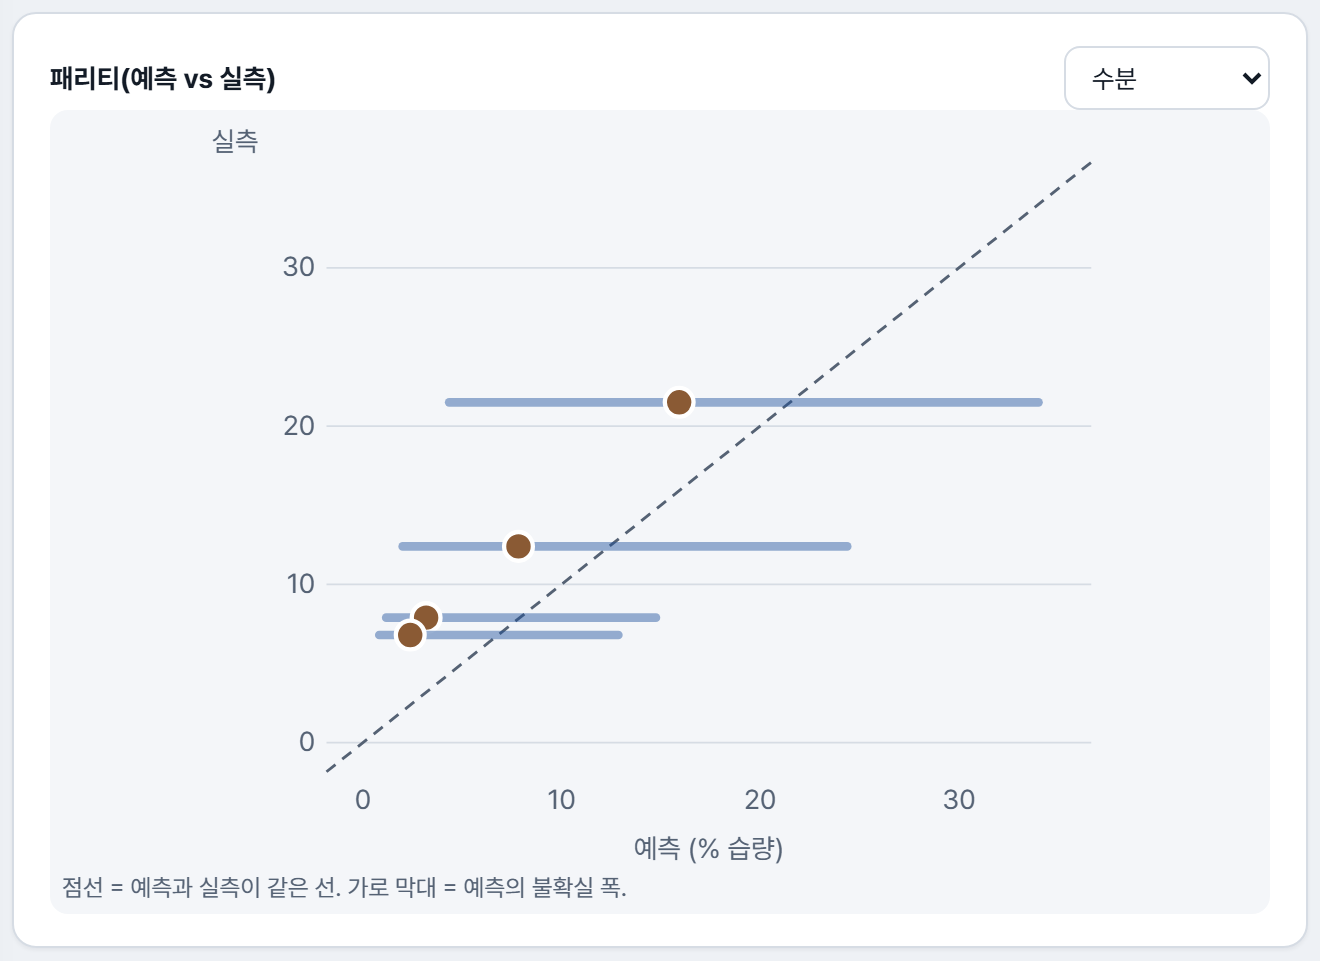 패리티(예측 vs 실측)
수분
실측
30
20
10
0
0 10 20 30
예측 (% 습량)
점선 = 예측과 실측이 같은 선. 가로 막대 = 예측의 불확실 폭.